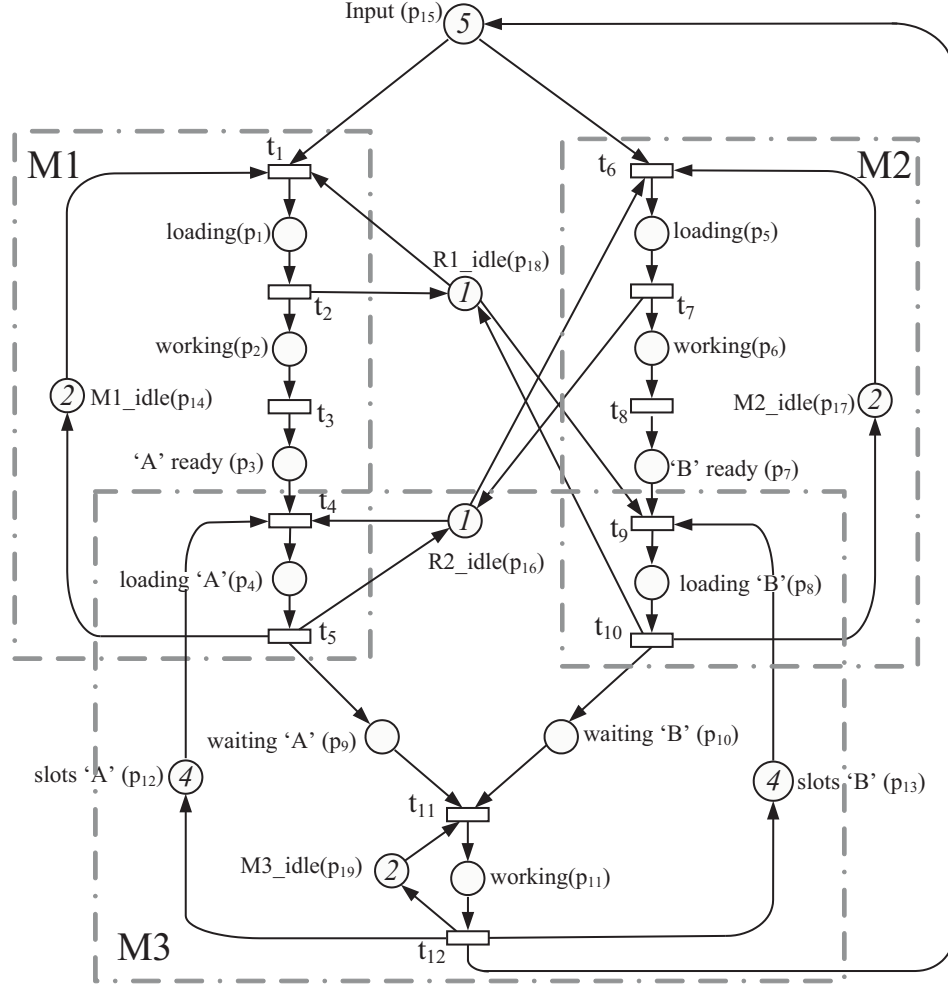 Input (p15)
5
M1
t1
t6
M2
loading(p1)
loading(p5)
R1_idle(p18)
1
t2
t7
working(p2)
working(p6)
2
M1_idle(p14)
t3
t8
M2_idle(p17)
2
‘A’ ready (p3)
‘B’ ready (p7)
t4
1
t9
R2_idle(p16)
loading ‘A’(p4)
loading ‘B’(p8)
t5
t10
waiting ‘A’ (p9)
waiting ‘B’ (p10)
slots ‘A’ (p12)
4
4
slots ‘B’ (p13)
t11
M3_idle(p19)
2
working(p11)
M3
t12